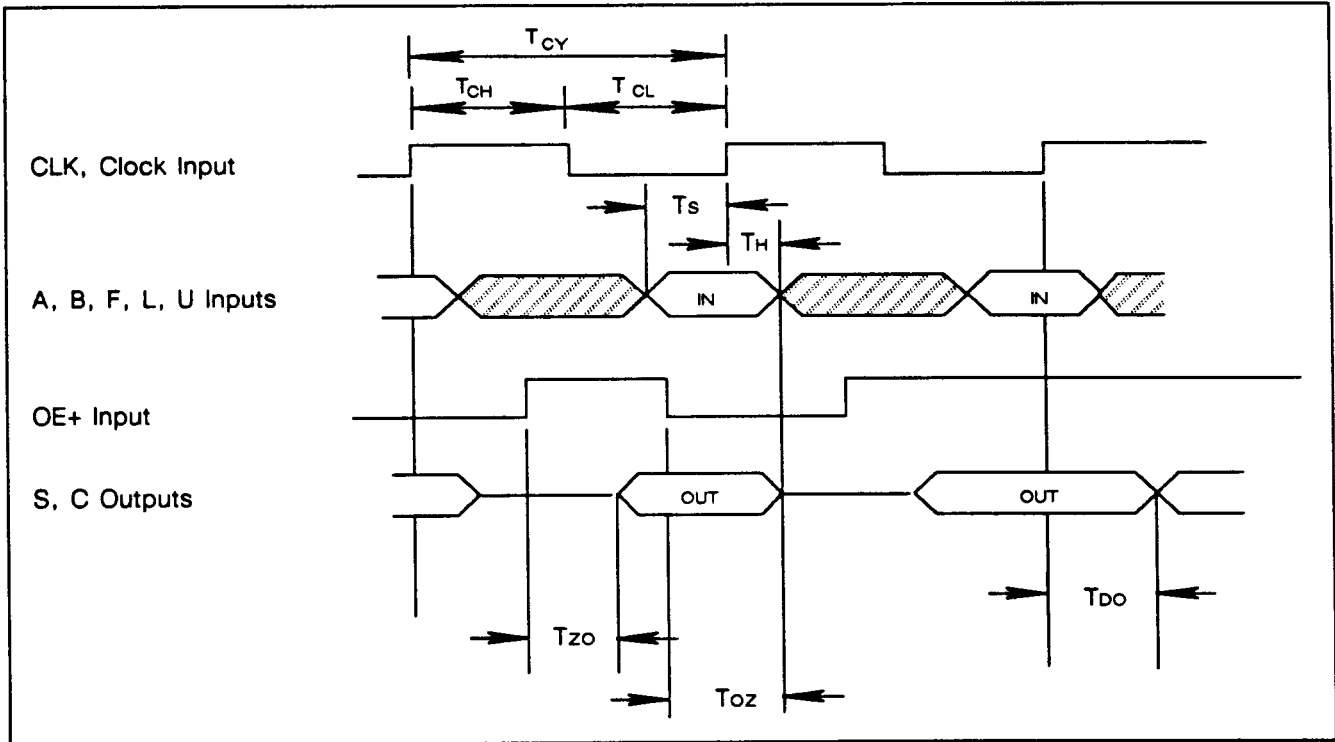 TCY
TCH TCL
CLK, Clock Input
TS
TH
A, B, F, L, U Inputs
IN IN
OE+ Input
S, C Outputs
OUT OUT
TDO
TZO
TOZ